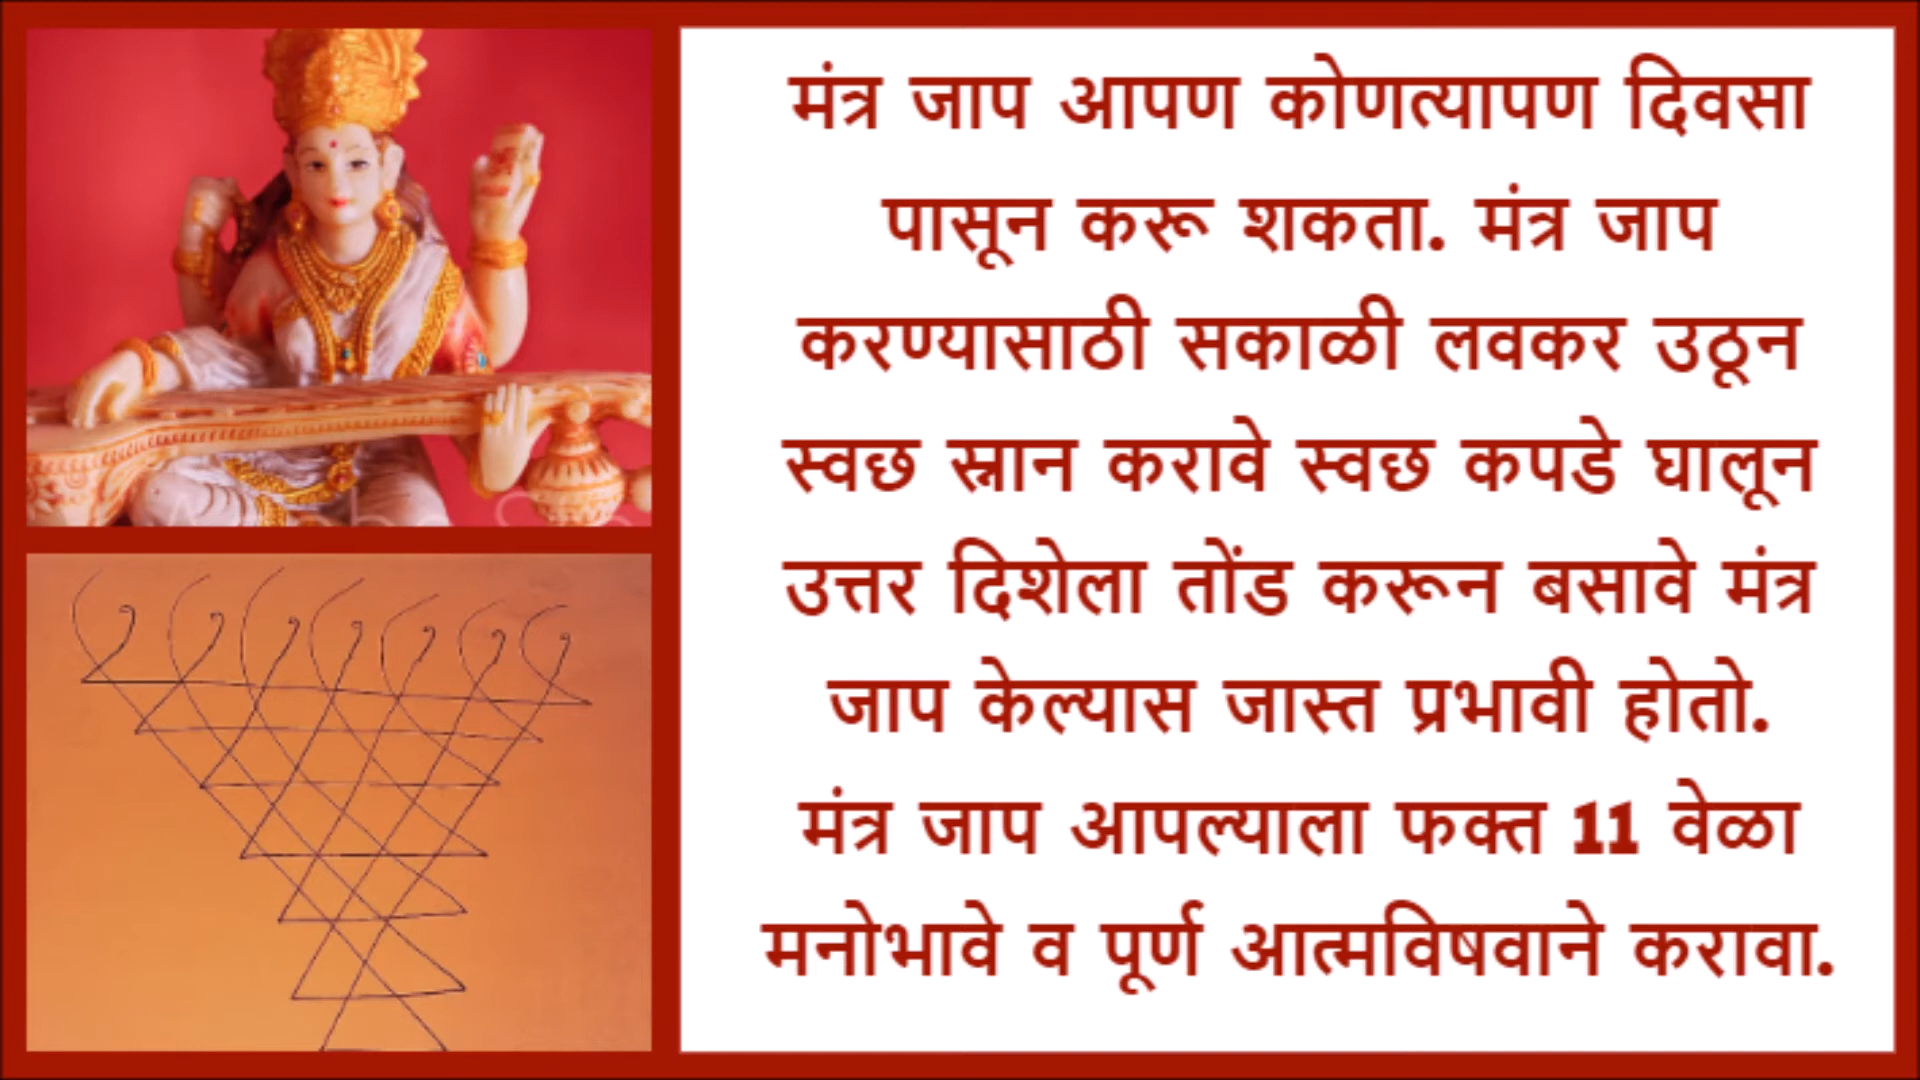 मंत्र जाप आपण कोणत्यापण दिवसा
पासून करू शकता. मंत्र जाप
करण्यासाठी सकाळी लवकर उठून
स्वछ स्नान करावे स्वछ कपडे घालून
उत्तर दिशेला तोंड करून बसावे मंत्र
जाप केल्यास जास्त प्रभावी होतो.
मंत्र जाप आपल्याला फक्त 11 वेळा
मनोभावे व पूर्ण आत्मविषवाने करावा.